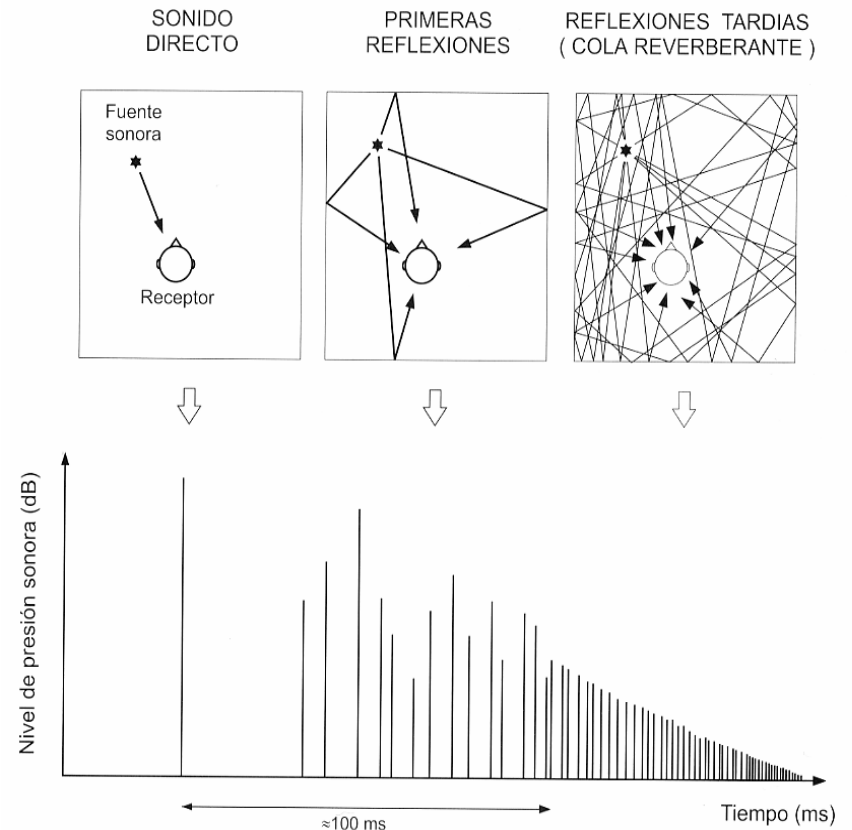 SONIDO
DIRECTO
PRIMERAS
REFLEXIONES
REFLEXIONES TARDIAS
( COLA REVERBERANTE )
Fuente
sonora
Receptor
Nivel de presión sonora (dB)
Tiempo (ms)
≈100 ms